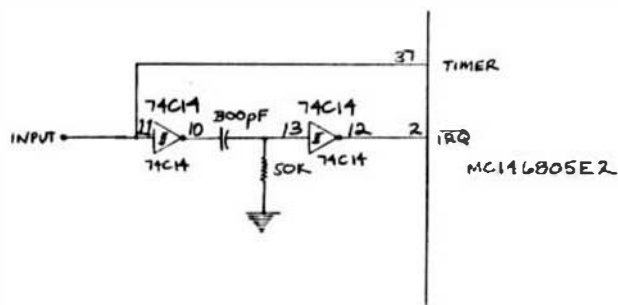 37
TIMER
74C14
300pF
74C14
INPUT
11
10
13
12
2
IRQ
74C14
74C14
50K
MC146805E2